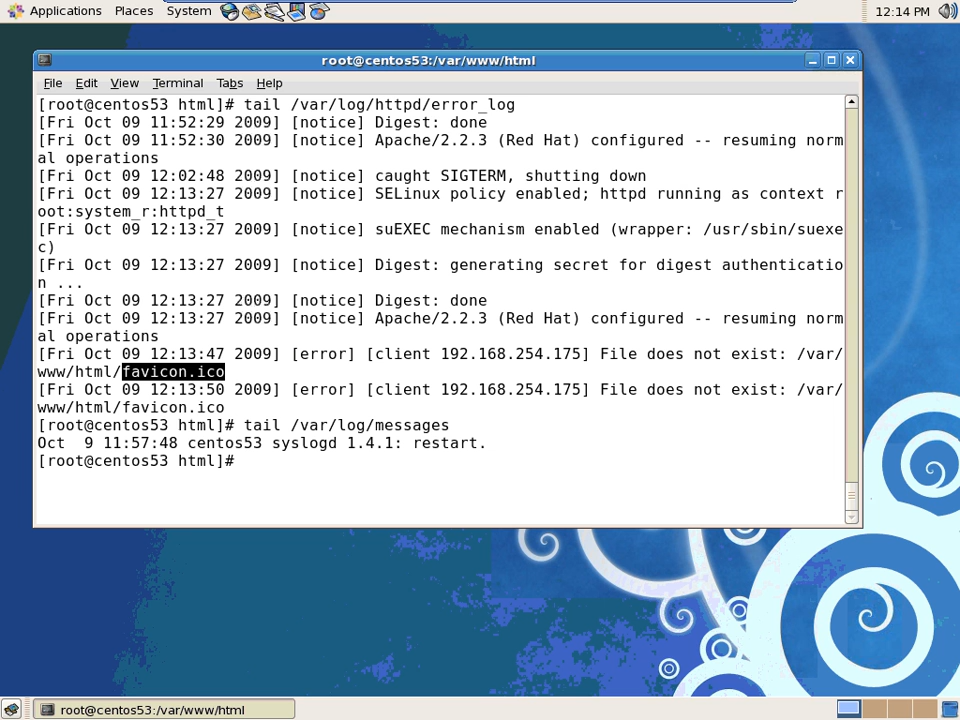 Applications Places System 12:14 PM
root@centos53:/var/www/html
File Edit View Terminal Tabs Help
[root@centos53 html]# tail /var/log/httpd/error_log
[Fri Oct 09 11:52:29 2009] [notice] Digest: done
[Fri Oct 09 11:52:30 2009] [notice] Apache/2.2.3 (Red Hat) configured -- resuming norm
al operations
[Fri Oct 09 12:02:48 2009] [notice] caught SIGTERM, shutting down
[Fri Oct 09 12:13:27 2009] [notice] SELinux policy enabled; httpd running as context r
oot:system_r:httpd_t
[Fri Oct 09 12:13:27 2009] [notice] suEXEC mechanism enabled (wrapper: /usr/sbin/suexe
c)
[Fri Oct 09 12:13:27 2009] [notice] Digest: generating secret for digest authenticatio
n ...
[Fri Oct 09 12:13:27 2009] [notice] Digest: done
[Fri Oct 09 12:13:27 2009] [notice] Apache/2.2.3 (Red Hat) configured -- resuming norm
al operations
[Fri Oct 09 12:13:47 2009] [error] [client 192.168.254.175] File does not exist: /var/
www/html/favicon.ico
[Fri Oct 09 12:13:50 2009] [error] [client 192.168.254.175] File does not exist: /var/
www/html/favicon.ico
[root@centos53 html]# tail /var/log/messages
Oct  9 11:57:48 centos53 syslogd 1.4.1: restart.
[root@centos53 html]#
root@centos53:/var/www/html